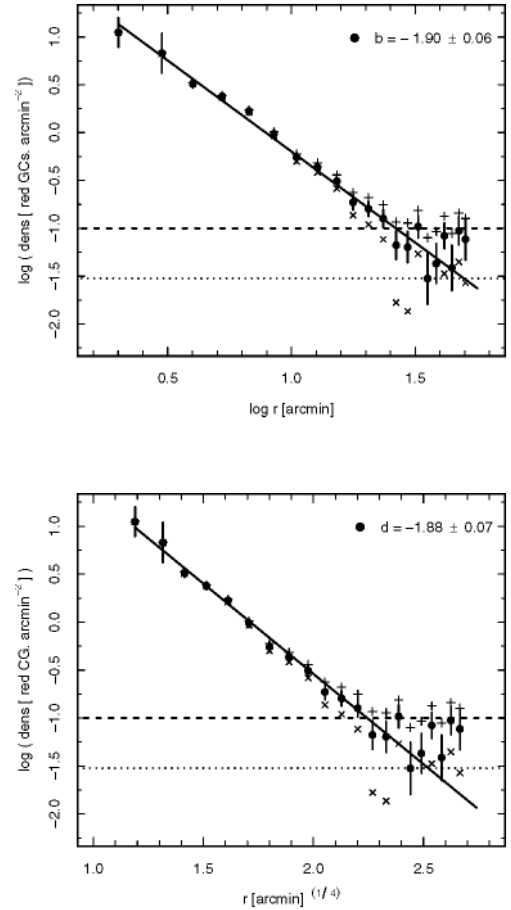 b = − 1.90 ± 0.06
log ( dens [ red GCs. arcmin⁻² ])
1.0
0.5
0.0
−0.5
−1.0
−1.5
−2.0
0.5 1.0 1.5
log r [arcmin]
d = −1.88 ± 0.07
log ( dens [ red CG. arcmin⁻² ] )
1.0
0.5
0.0
−0.5
−1.0
−1.5
−2.0
1.0 1.5 2.0 2.5
r [arcmin] (1/4)